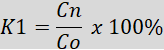 K1 = Cn/Co x 100%